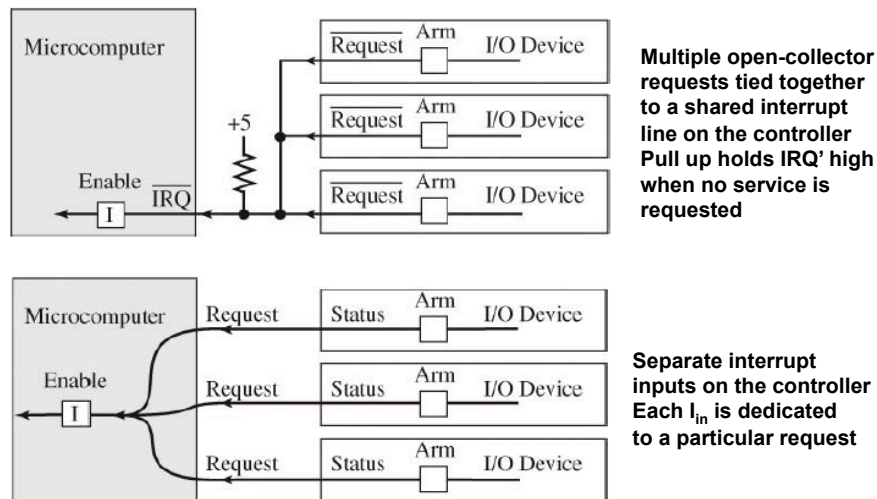 Microcomputer
Request Arm I/O Device
Request Arm I/O Device
+5
Enable
I
IRQ
Request Arm I/O Device
Multiple open-collector
requests tied together
to a shared interrupt
line on the controller
Pull up holds IRQ' high
when no service is
requested
Microcomputer
Request Status Arm I/O Device
Enable
I
Request Status Arm I/O Device
Request Status Arm I/O Device
Separate interrupt
inputs on the controller
Each Iin is dedicated
to a particular request